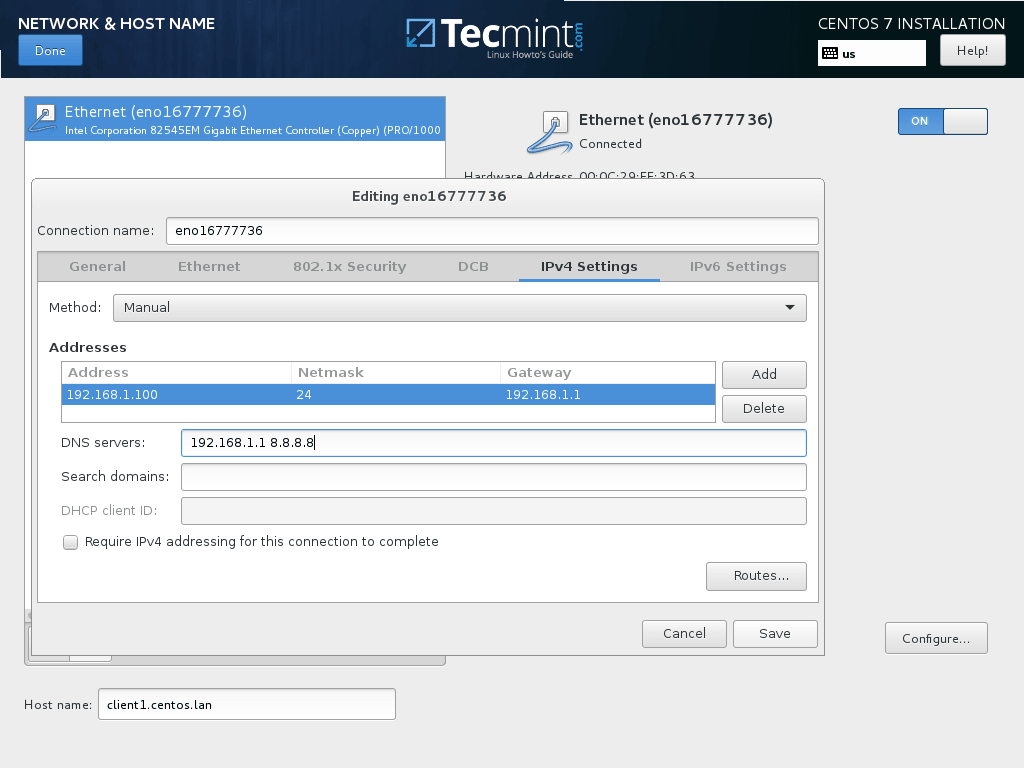 NETWORK & HOST NAME
Done
Tecmint.com
Linux Howto's Guide
CENTOS 7 INSTALLATION
us
Help!
Ethernet (eno16777736)
Intel Corporation 82545EM Gigabit Ethernet Controller (Copper) (PRO/1000
Ethernet (eno16777736)
Connected
ON
Hardware Address 00:0C:29:FE:3D:63
Editing eno16777736
Connection name: eno16777736
General Ethernet 802.1x Security DCB IPv4 Settings IPv6 Settings
Method: Manual
Addresses
Address Netmask Gateway
192.168.1.100 24 192.168.1.1
Add
Delete
DNS servers: 192.168.1.1 8.8.8.8
Search domains:
DHCP client ID:
Require IPv4 addressing for this connection to complete
Routes...
Cancel Save
Configure...
Host name: client1.centos.lan